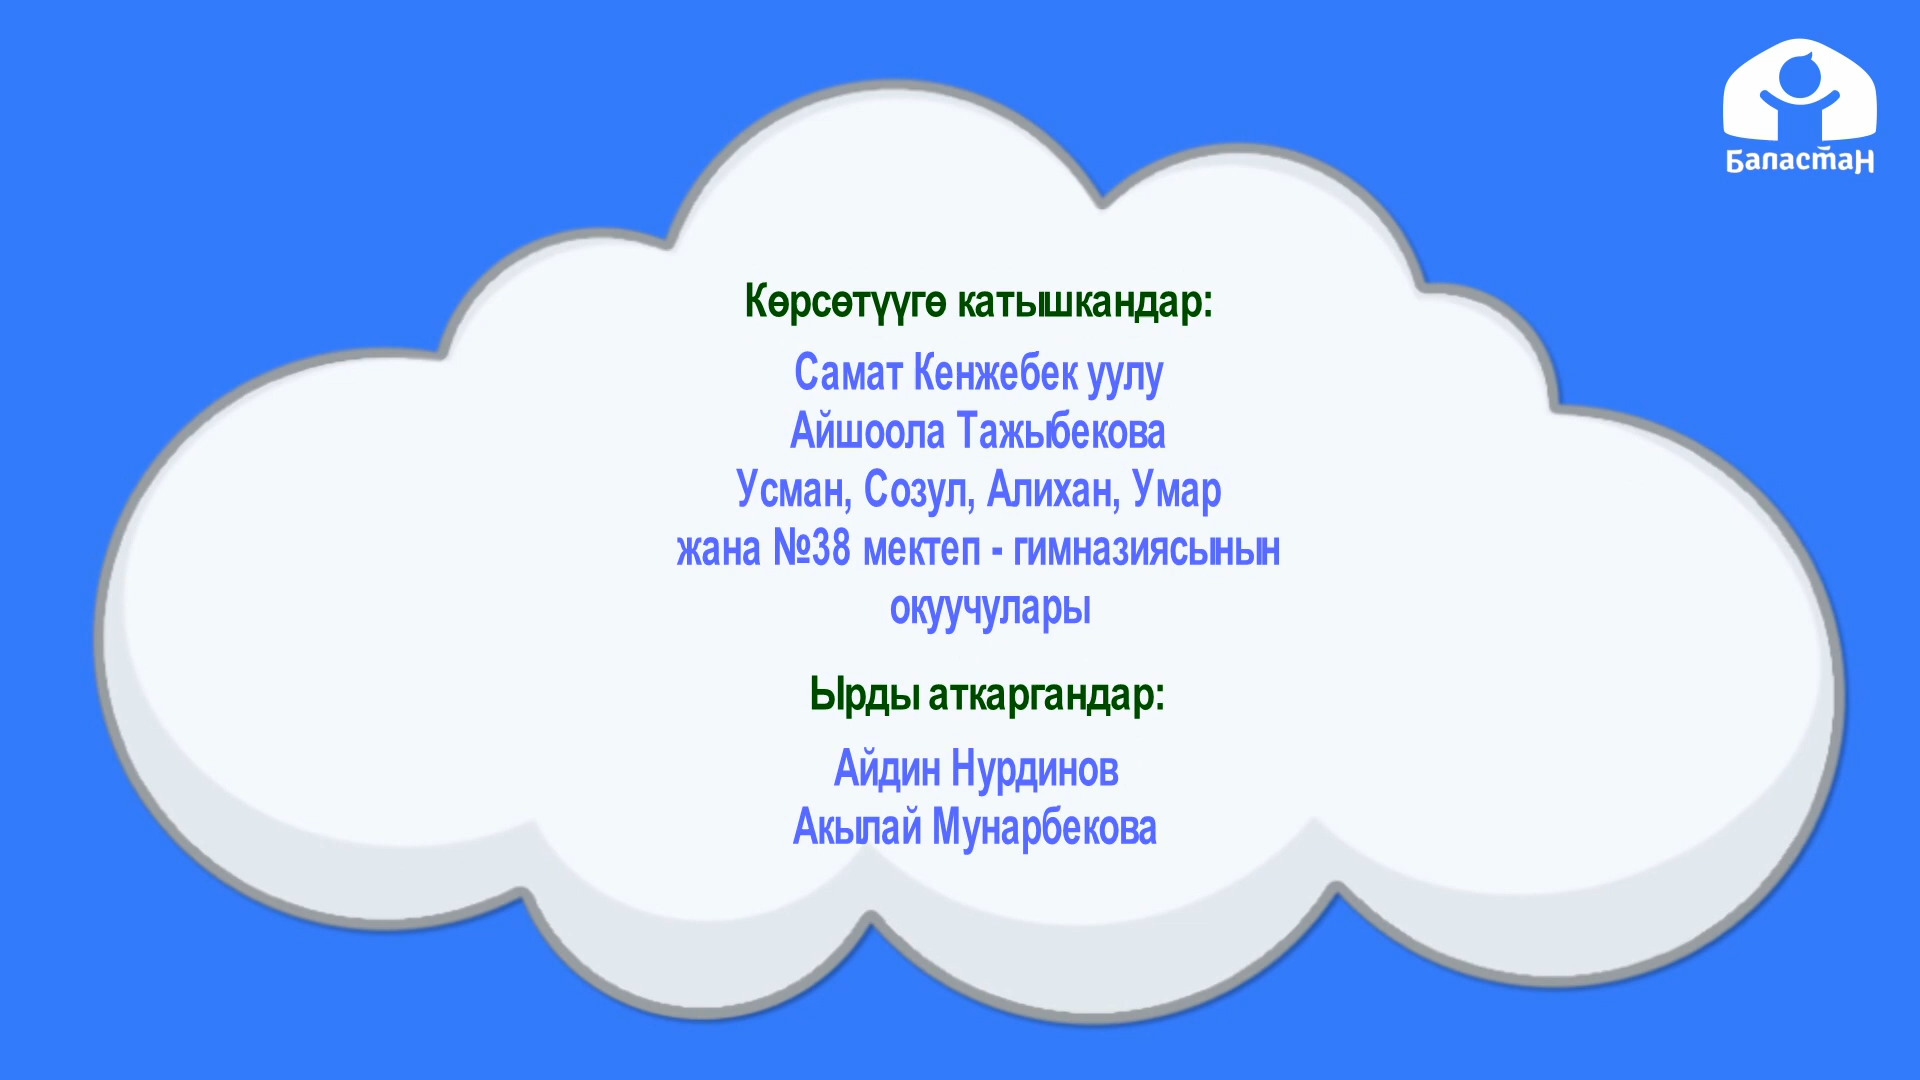 Баластан
Көрсөтүүгө катышкандар:
Самат Кенжебек уулу
Айшоола Тажыбекова
Усман, Созул, Алихан, Умар
жана №38 мектеп - гимназиясынын
окуучулары
Ырды аткаргандар:
Айдин Нурдинов
Акылай Мунарбекова